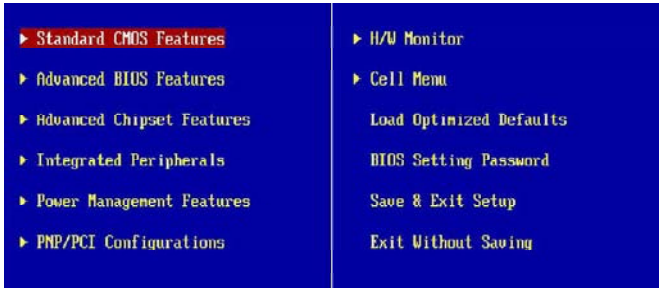 Standard CMOS Features
Advanced BIOS Features
Advanced Chipset Features
Integrated Peripherals
Power Management Features
PNP/PCI Configurations
H/W Monitor
Cell Menu
Load Optimized Defaults
BIOS Setting Password
Save & Exit Setup
Exit Without Saving